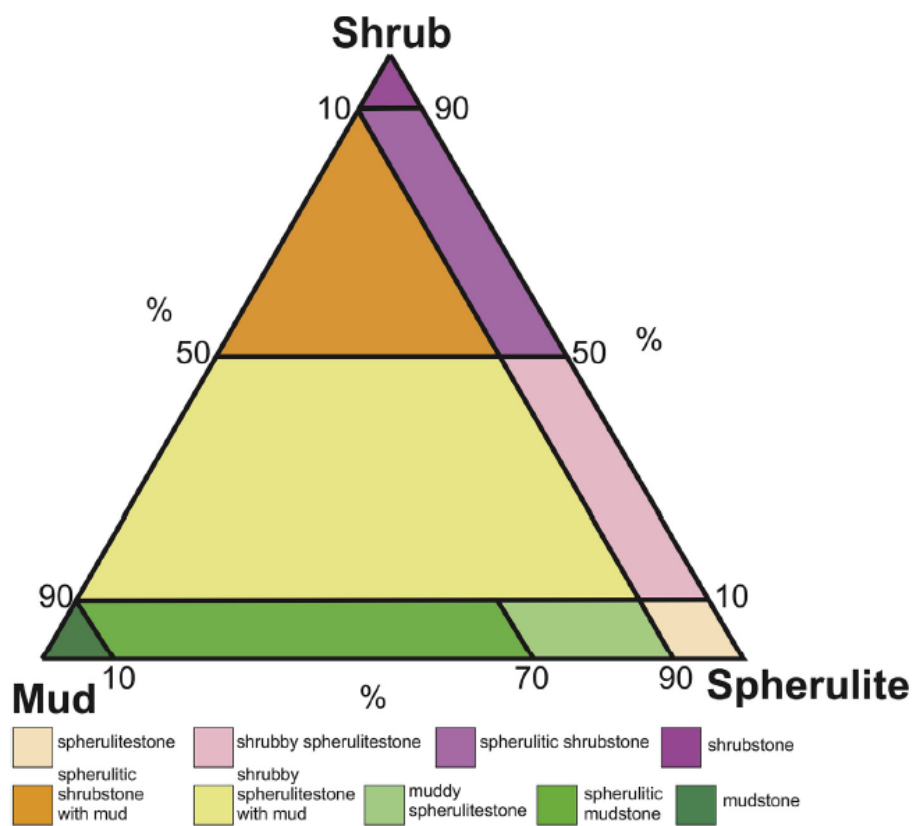 Shrub
10 90
%
%
50 50
90 10
10 70 90
Mud % Spherulite
spherulitestone
shrubby spherulitestone
spherulitic shrubstone
shrubstone
spherulitic
shrubstone
with mud
shrubby
spherulitestone
with mud
muddy
spherulitestone
spherulitic
mudstone
mudstone